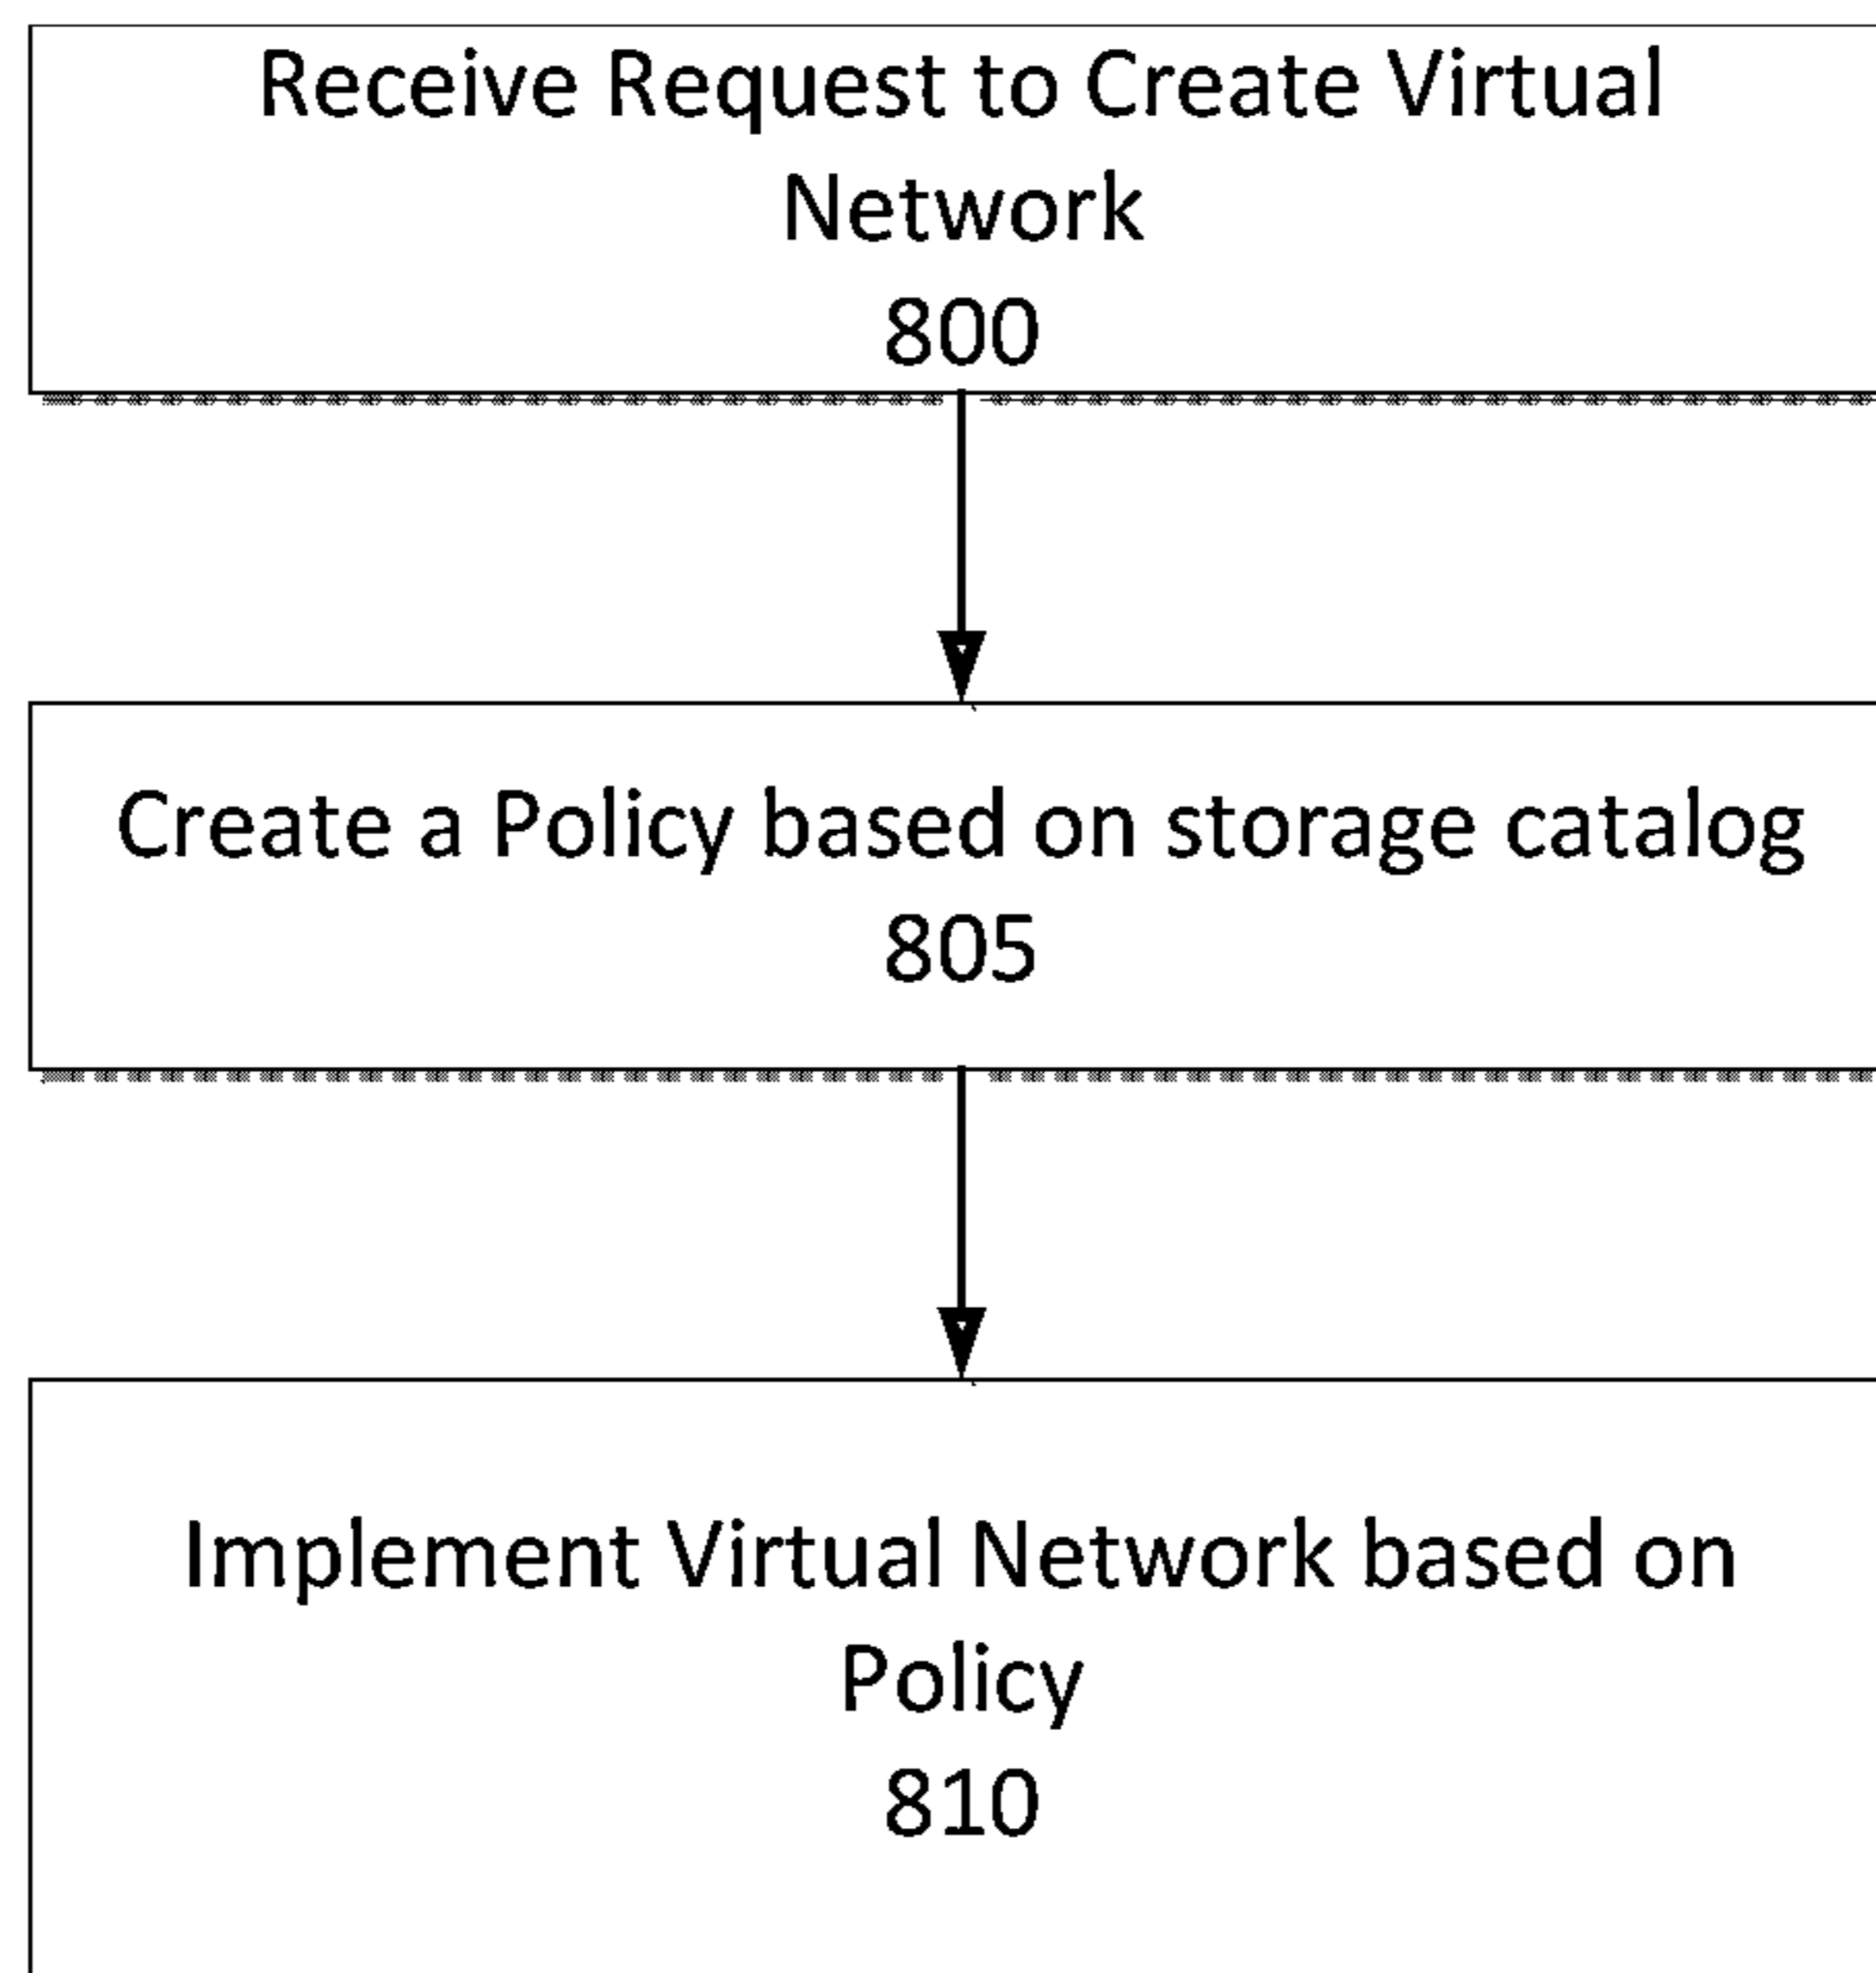 Receive Request to Create Virtual
Network
800
Create a Policy based on storage catalog
805
Implement Virtual Network based on
Policy
810